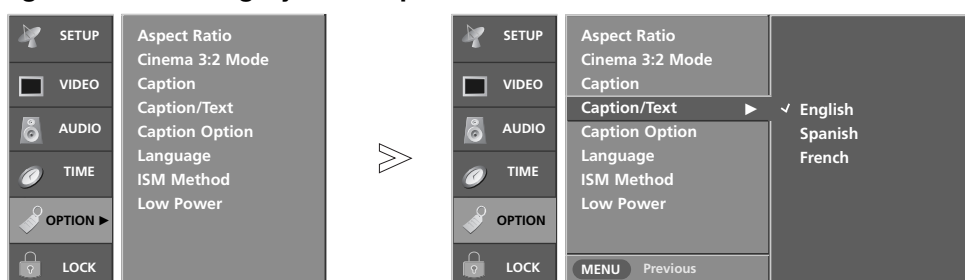 SETUP
VIDEO
AUDIO
TIME
OPTION ►
LOCK
Aspect Ratio
Cinema 3:2 Mode
Caption
Caption/Text
Caption Option
Language
ISM Method
Low Power
SETUP
VIDEO
AUDIO
TIME
OPTION
LOCK
Aspect Ratio
Cinema 3:2 Mode
Caption
Caption/Text ►
Caption Option
Language
ISM Method
Low Power
MENU Previous
✓ English
Spanish
French